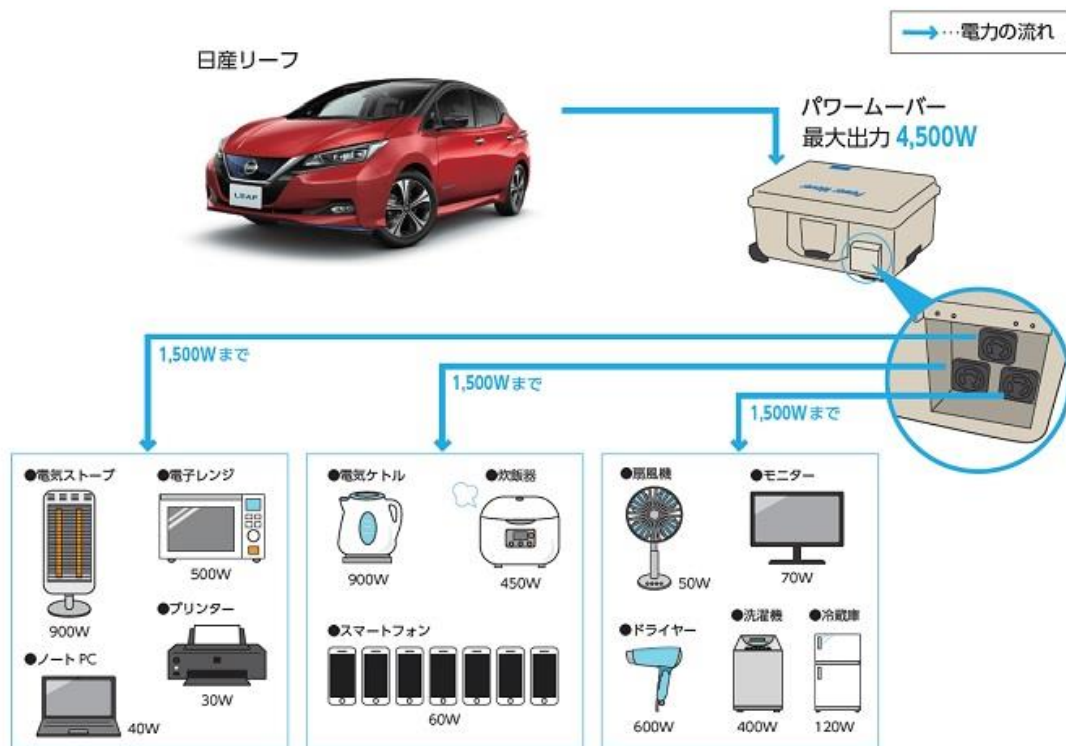 →…電力の流れ
日産リーフ
LEAF
パワームーバー
最大出力 4,500W
Power Mover
1,500Wまで
1,500Wまで
1,500Wまで
●電気ストーブ
900W
●電子レンジ
500W
●プリンター
30W
●ノートPC
40W
●電気ケトル
900W
●炊飯器
450W
●スマートフォン
60W
●扇風機
50W
●モニター
70W
●ドライヤー
600W
●洗濯機
400W
●冷蔵庫
120W